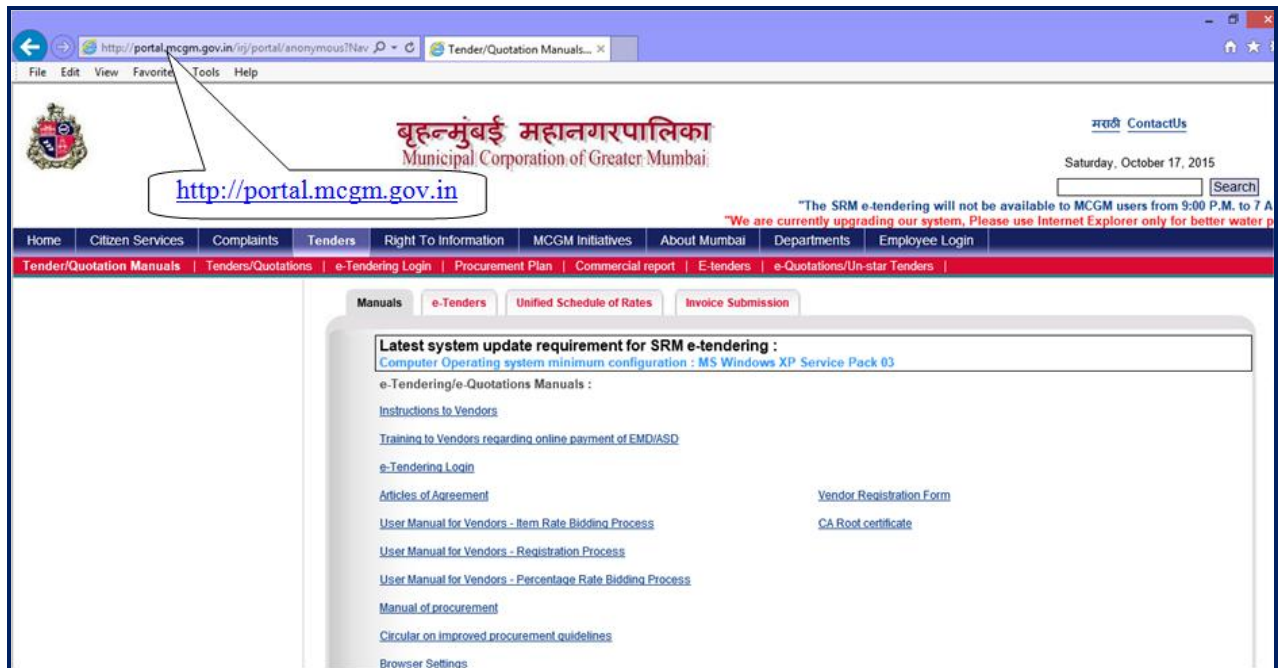 http://portal.mcgm.gov.in/irj/portal/anonymous?Nav
Tender/Quotation Manuals...
File Edit View Favorites Tools Help
बृहन्मुंबई महानगरपालिका
Municipal Corporation of Greater Mumbai
मराठी ContactUs
Saturday, October 17, 2015
Search
http://portal.mcgm.gov.in
"The SRM e-tendering will not be available to MCGM users from 9:00 P.M. to 7 A
"We are currently upgrading our system, Please use Internet Explorer only for better water p
Home Citizen Services Complaints Tenders Right To Information MCGM Initiatives About Mumbai Departments Employee Login
Tender/Quotation Manuals | Tenders/Quotations | e-Tendering Login | Procurement Plan | Commercial report | E-tenders | e-Quotations/Un-star Tenders |
Manuals e-Tenders Unified Schedule of Rates Invoice Submission
Latest system update requirement for SRM e-tendering :
Computer Operating system minimum configuration : MS Windows XP Service Pack 03
e-Tendering/e-Quotations Manuals :
Instructions to Vendors
Training to Vendors regarding online payment of EMD/ASD
e-Tendering Login
Articles of Agreement Vendor Registration Form
User Manual for Vendors - Item Rate Bidding Process CA Root certificate
User Manual for Vendors - Registration Process
User Manual for Vendors - Percentage Rate Bidding Process
Manual of procurement
Circular on improved procurement guidelines
Browser Settings